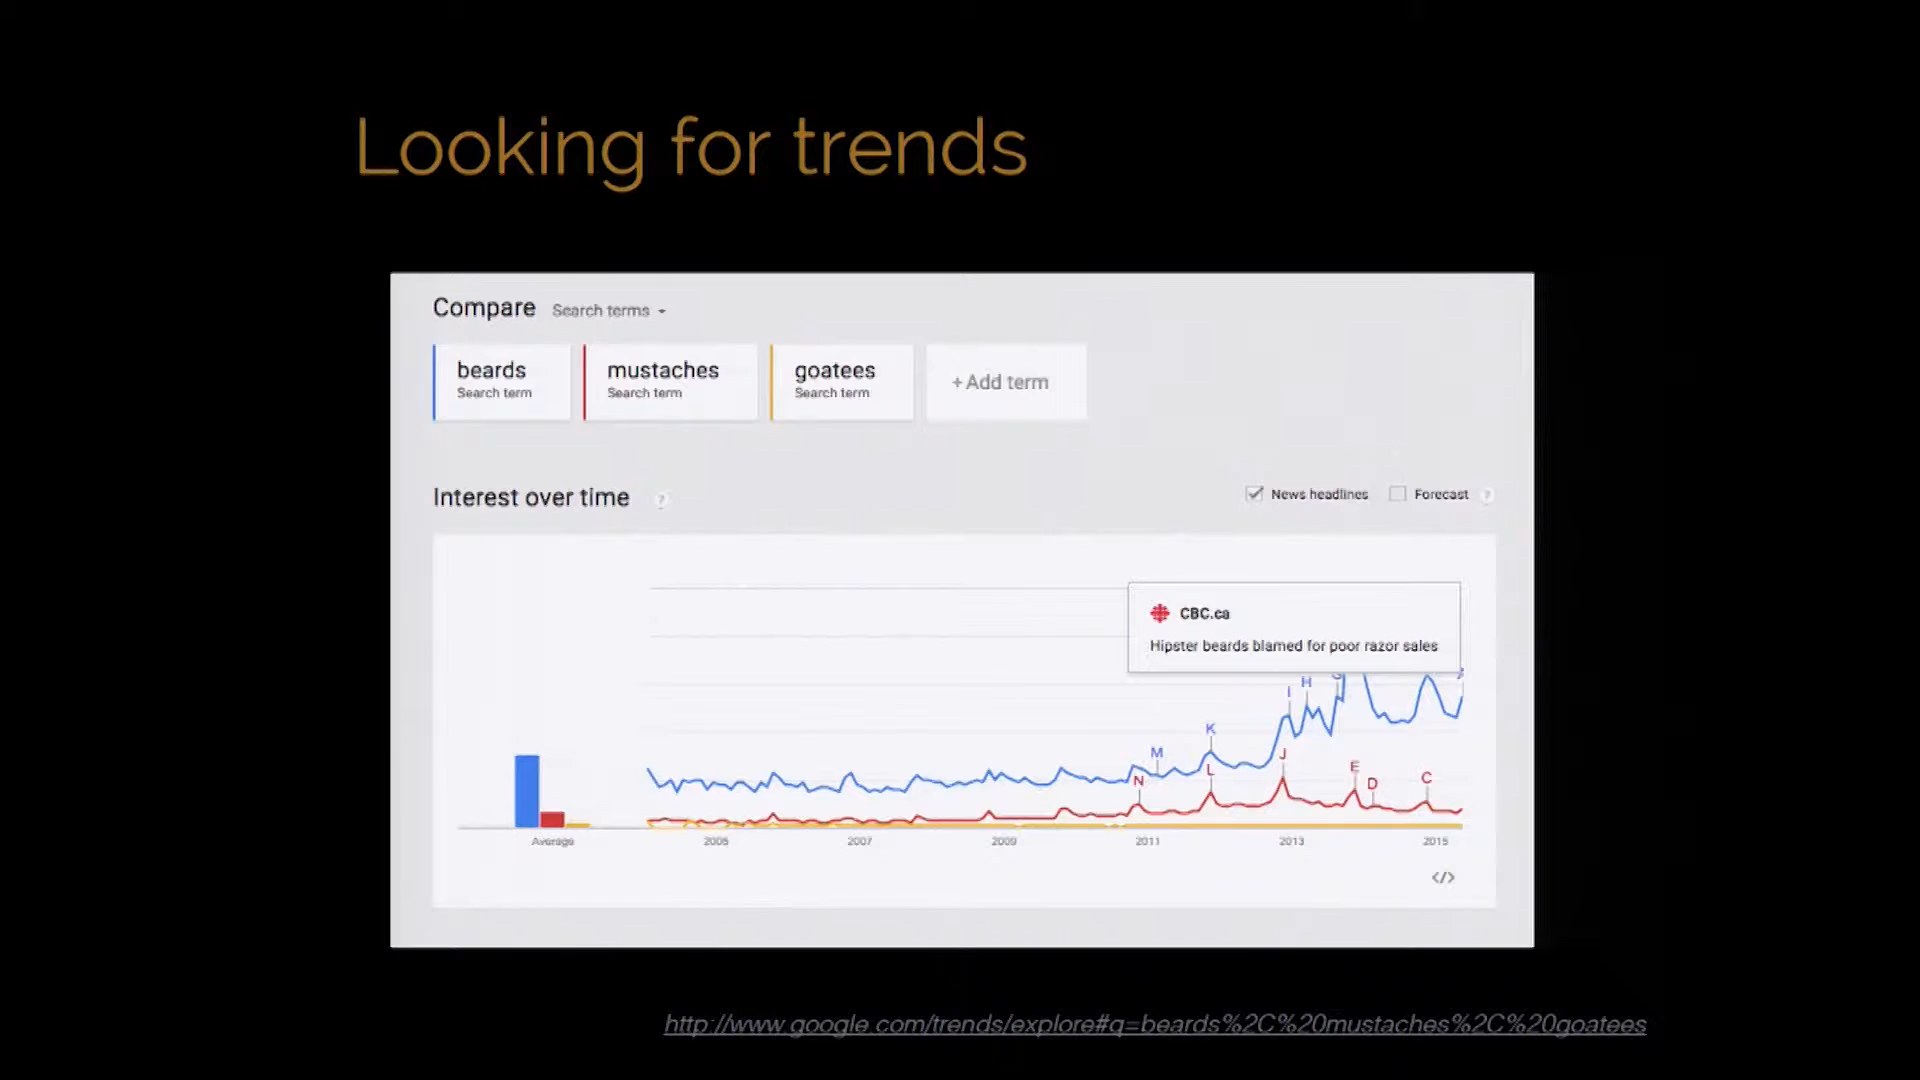 Looking for trends
Compare Search terms
beards mustaches goatees + Add term
Search term Search term Search term
Interest over time ?
News headlines Forecast ?
CBC.ca
Hipster beards blamed for poor razor sales
I H
K
M J
N L E D C
Average 2005 2007 2009 2011 2013 2015
</>
http://www.google.com/trends/explore#q=beards%2C%20mustaches%2C%20goatees